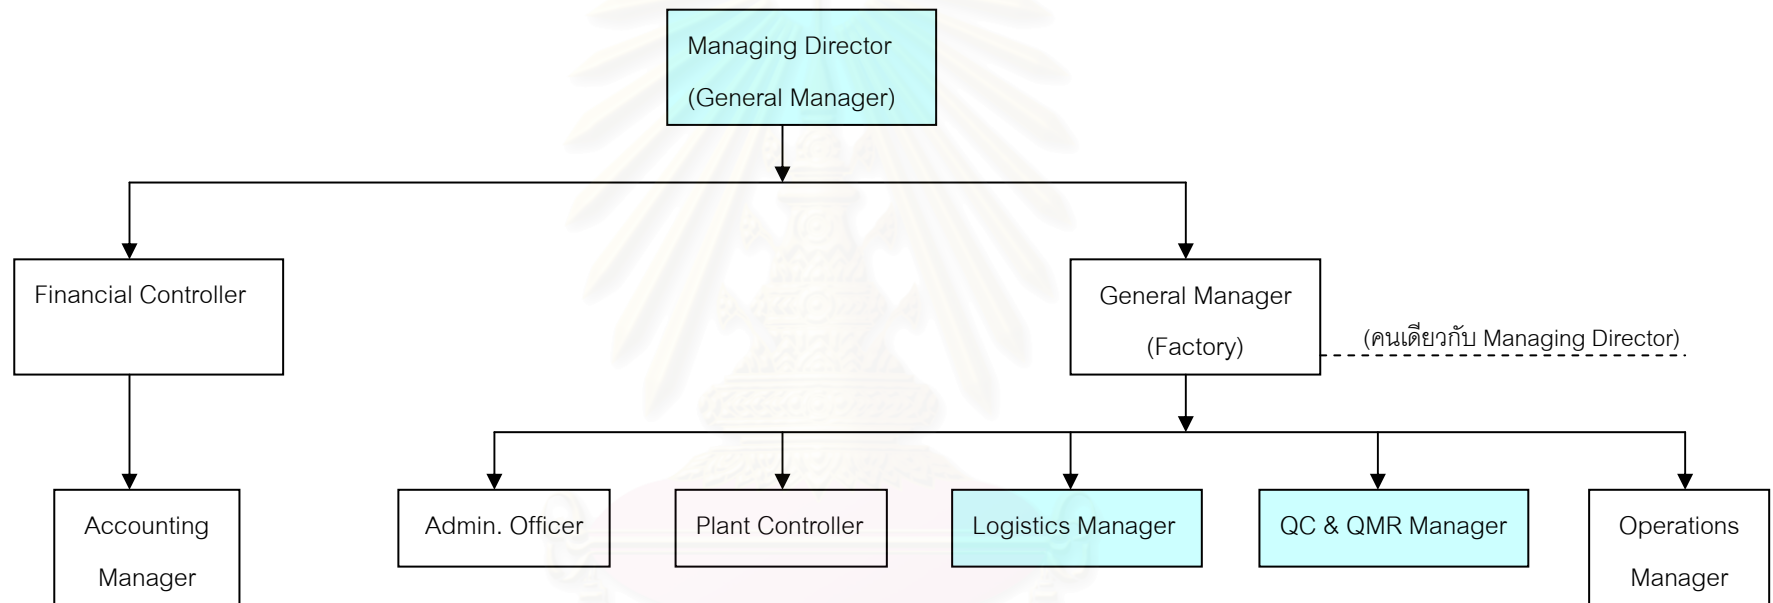 Managing Director
(General Manager)
Financial Controller
General Manager
(Factory)
(คนเดียวกับ Managing Director)
Accounting
Manager
Admin. Officer
Plant Controller
Logistics Manager
QC & QMR Manager
Operations
Manager